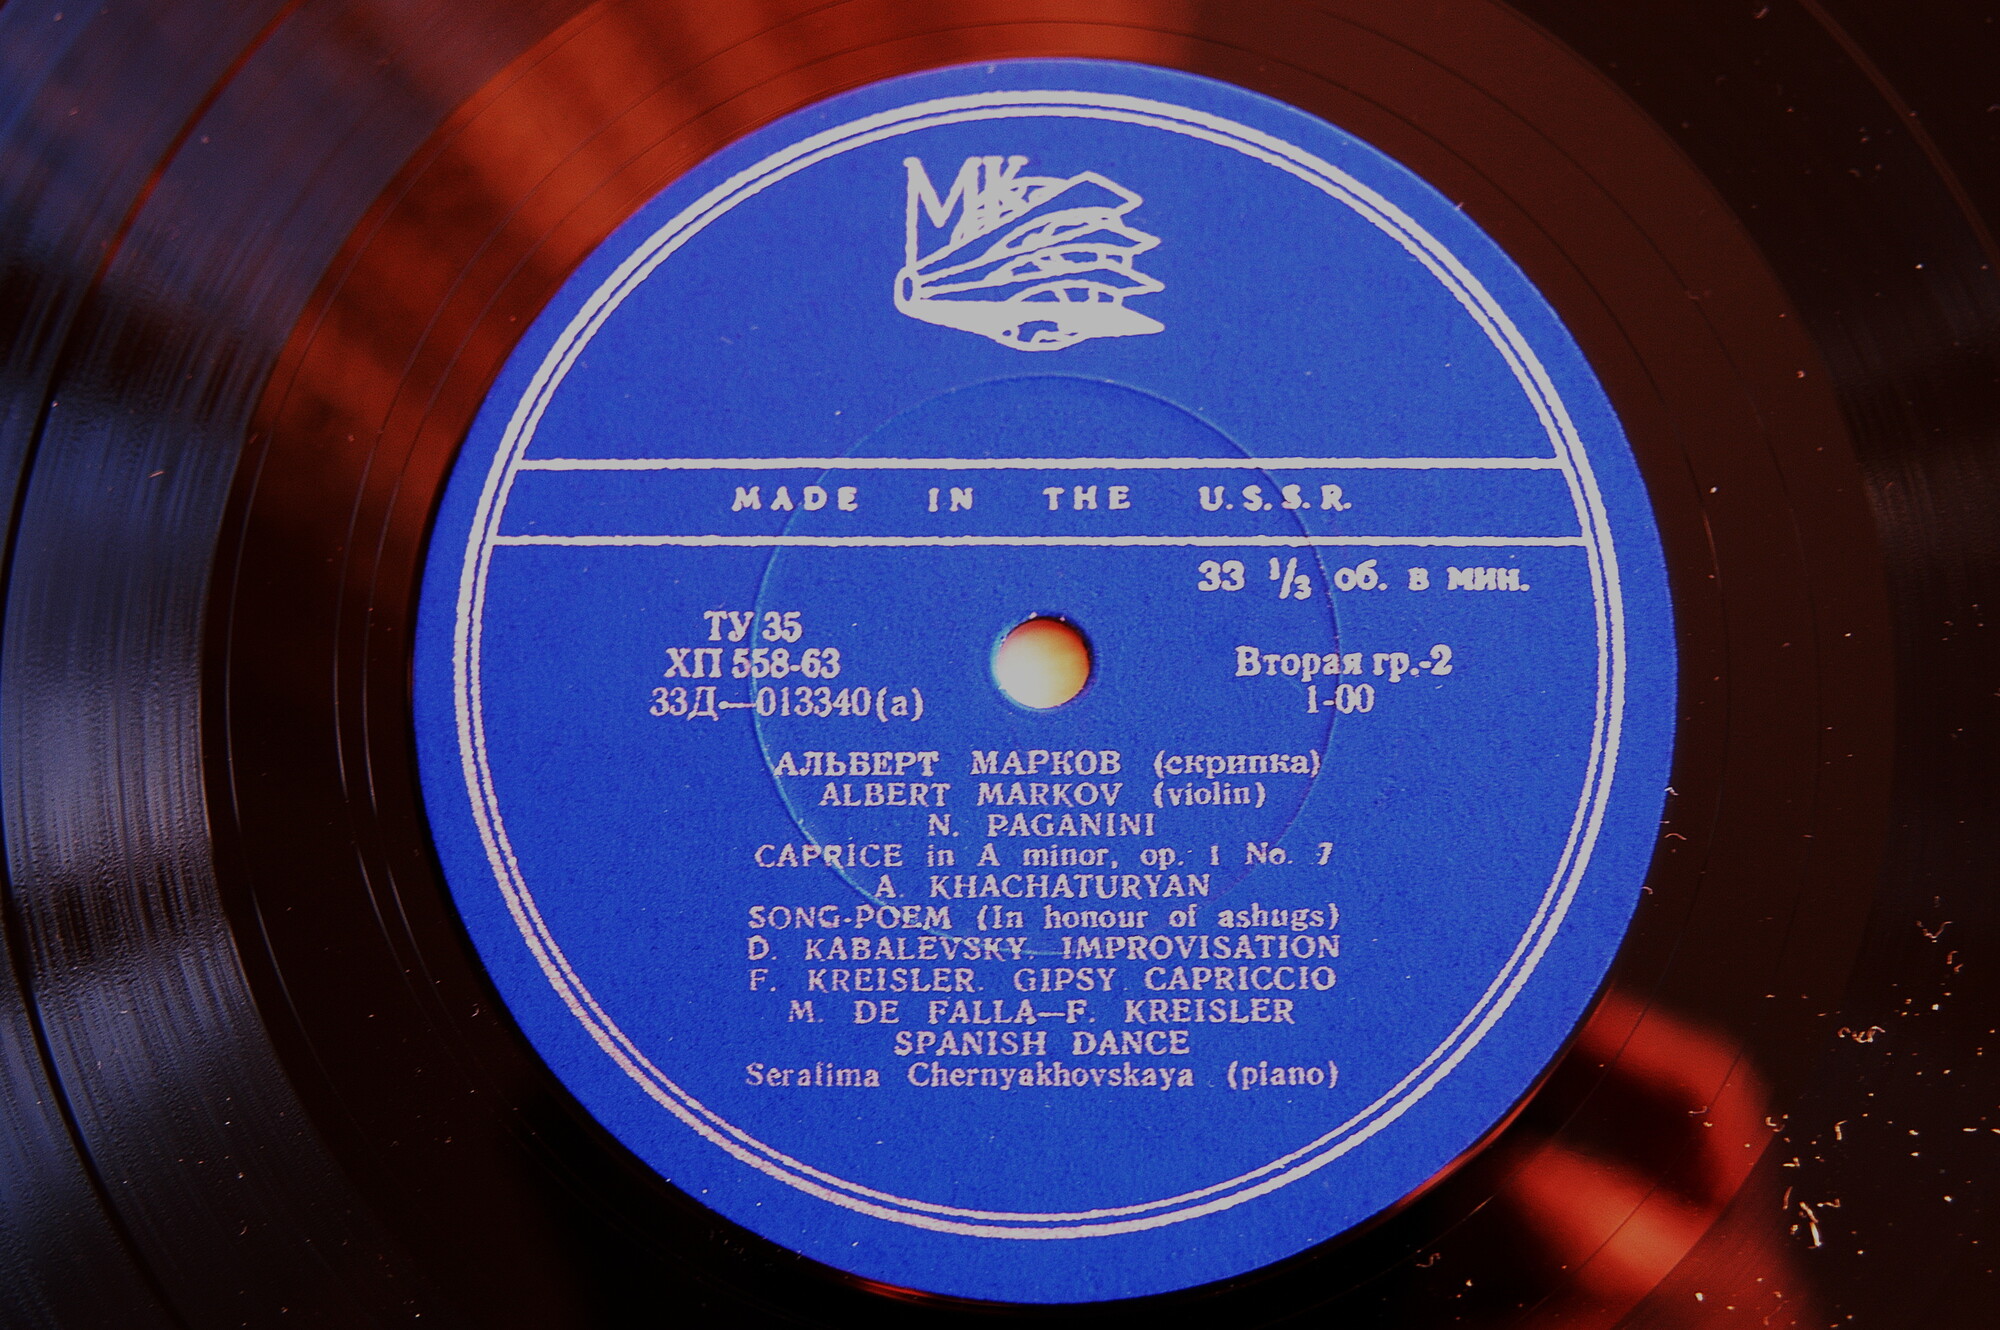 МК
MADE IN THE U.S.S.R.
33 1/3 об. в мин.
ТУ 35
ХП 558-63
33Д—013340(а)
Вторая гр.-2
1-00
АЛЬБЕРТ МАРКОВ (скрипка)
ALBERT MARKOV (violin)
N. PAGANINI
CAPRICE in A minor, op. 1 No. 7
A. KHACHATURYAN
SONG-POEM (In honour of ashugs)
D. KABALEVSKY. IMPROVISATION
F. KREISLER. GIPSY CAPRICCIO
M. DE FALLA—F. KREISLER
SPANISH DANCE
Serafima Chernyakhovskaya (piano)